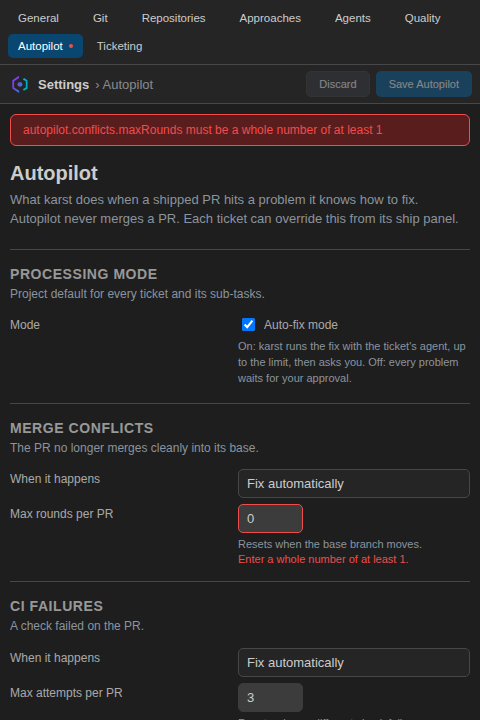 General Git Repositories Approaches Agents Quality
Autopilot Ticketing
Settings › Autopilot Discard Save Autopilot
autopilot.conflicts.maxRounds must be a whole number of at least 1
Autopilot
What karst does when a shipped PR hits a problem it knows how to fix.
Autopilot never merges a PR. Each ticket can override this from its ship panel.
PROCESSING MODE
Project default for every ticket and its sub-tasks.
Mode Auto-fix mode
On: karst runs the fix with the ticket's agent, up
to the limit, then asks you. Off: every problem
waits for your approval.
MERGE CONFLICTS
The PR no longer merges cleanly into its base.
When it happens Fix automatically
Max rounds per PR 0
Resets when the base branch moves.
Enter a whole number of at least 1.
CI FAILURES
A check failed on the PR.
When it happens Fix automatically
Max attempts per PR 3